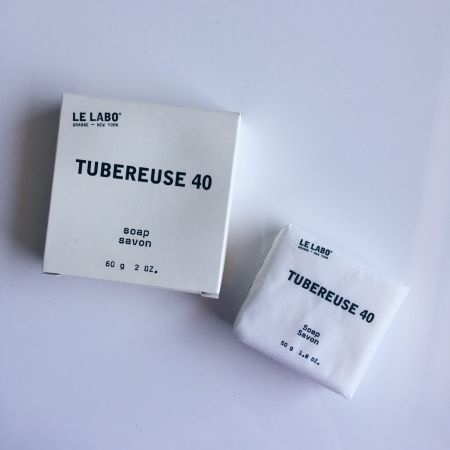 LE LABO®
GRASSE — NEW YORK
TUBEREUSE 40
soap
savon
60 g 2 OZ.
LE LABO®
GRASSE — NEW YORK
TUBEREUSE 40
Soap
Savon
50 g 1.8 OZ.